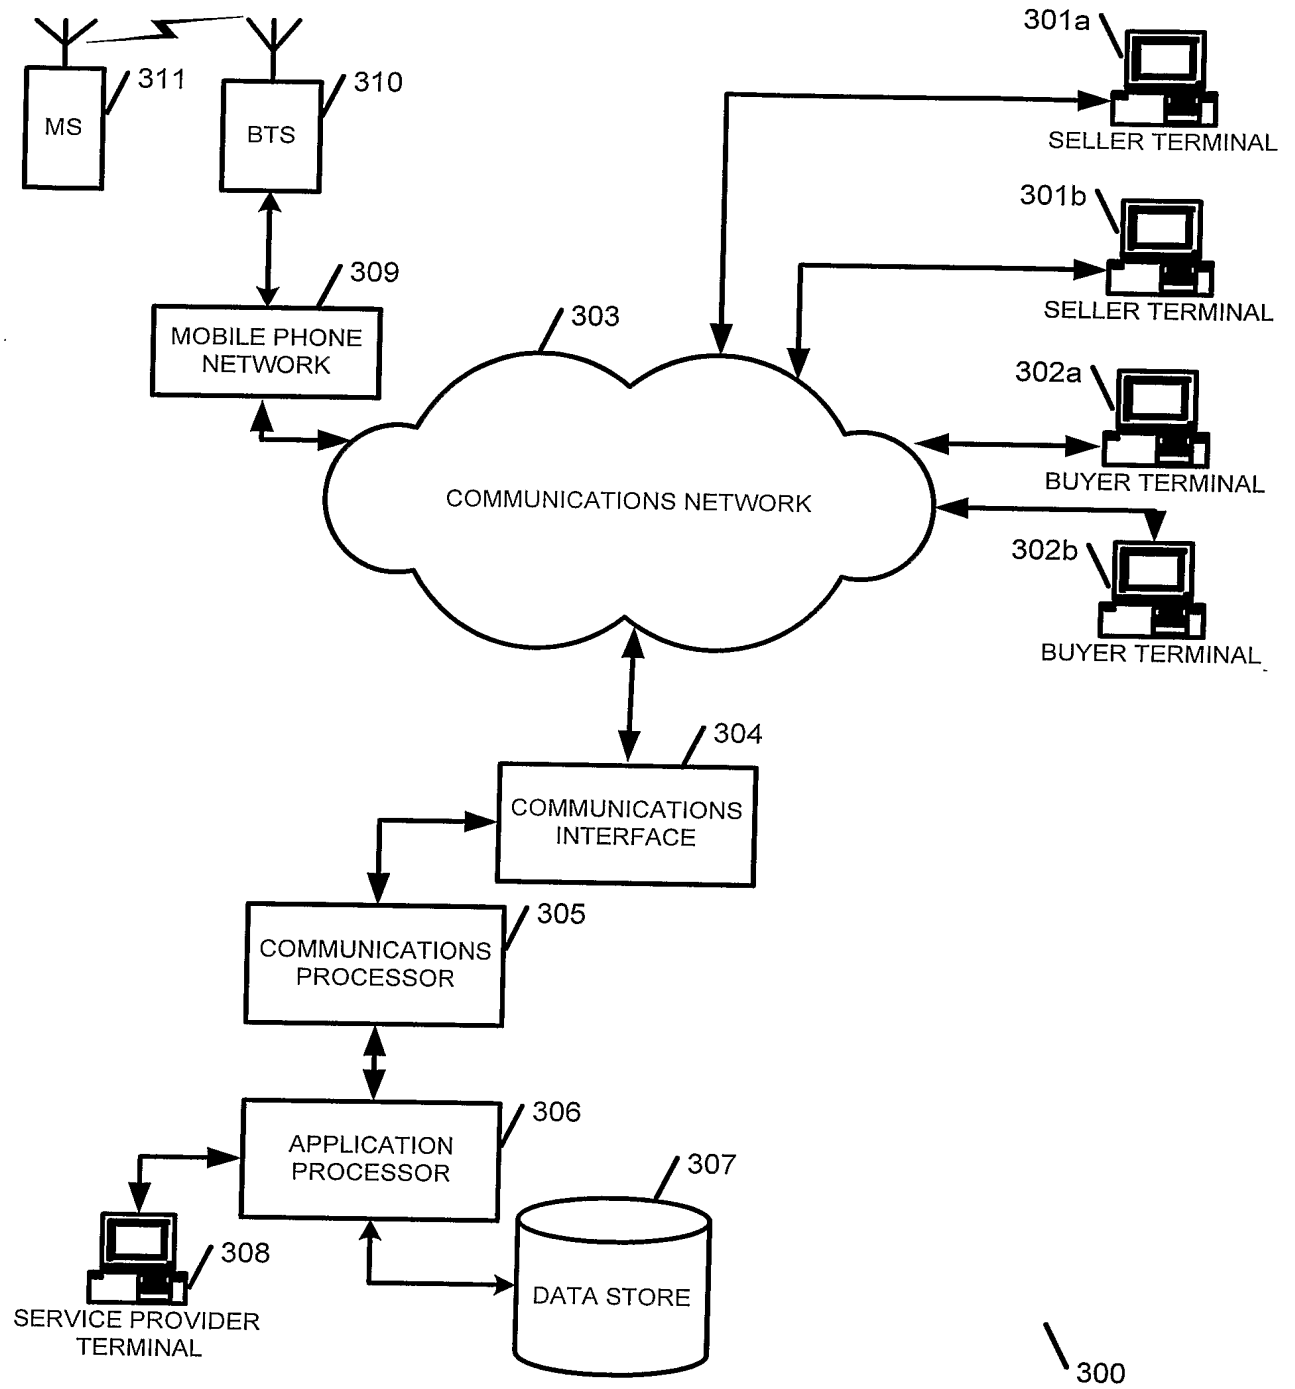 311
MS
310
BTS
309
MOBILE PHONE
NETWORK
303
COMMUNICATIONS NETWORK
301a
SELLER TERMINAL
301b
SELLER TERMINAL
302a
BUYER TERMINAL
302b
BUYER TERMINAL
304
COMMUNICATIONS
INTERFACE
305
COMMUNICATIONS
PROCESSOR
306
APPLICATION
PROCESSOR
307
DATA STORE
308
SERVICE PROVIDER
TERMINAL
300